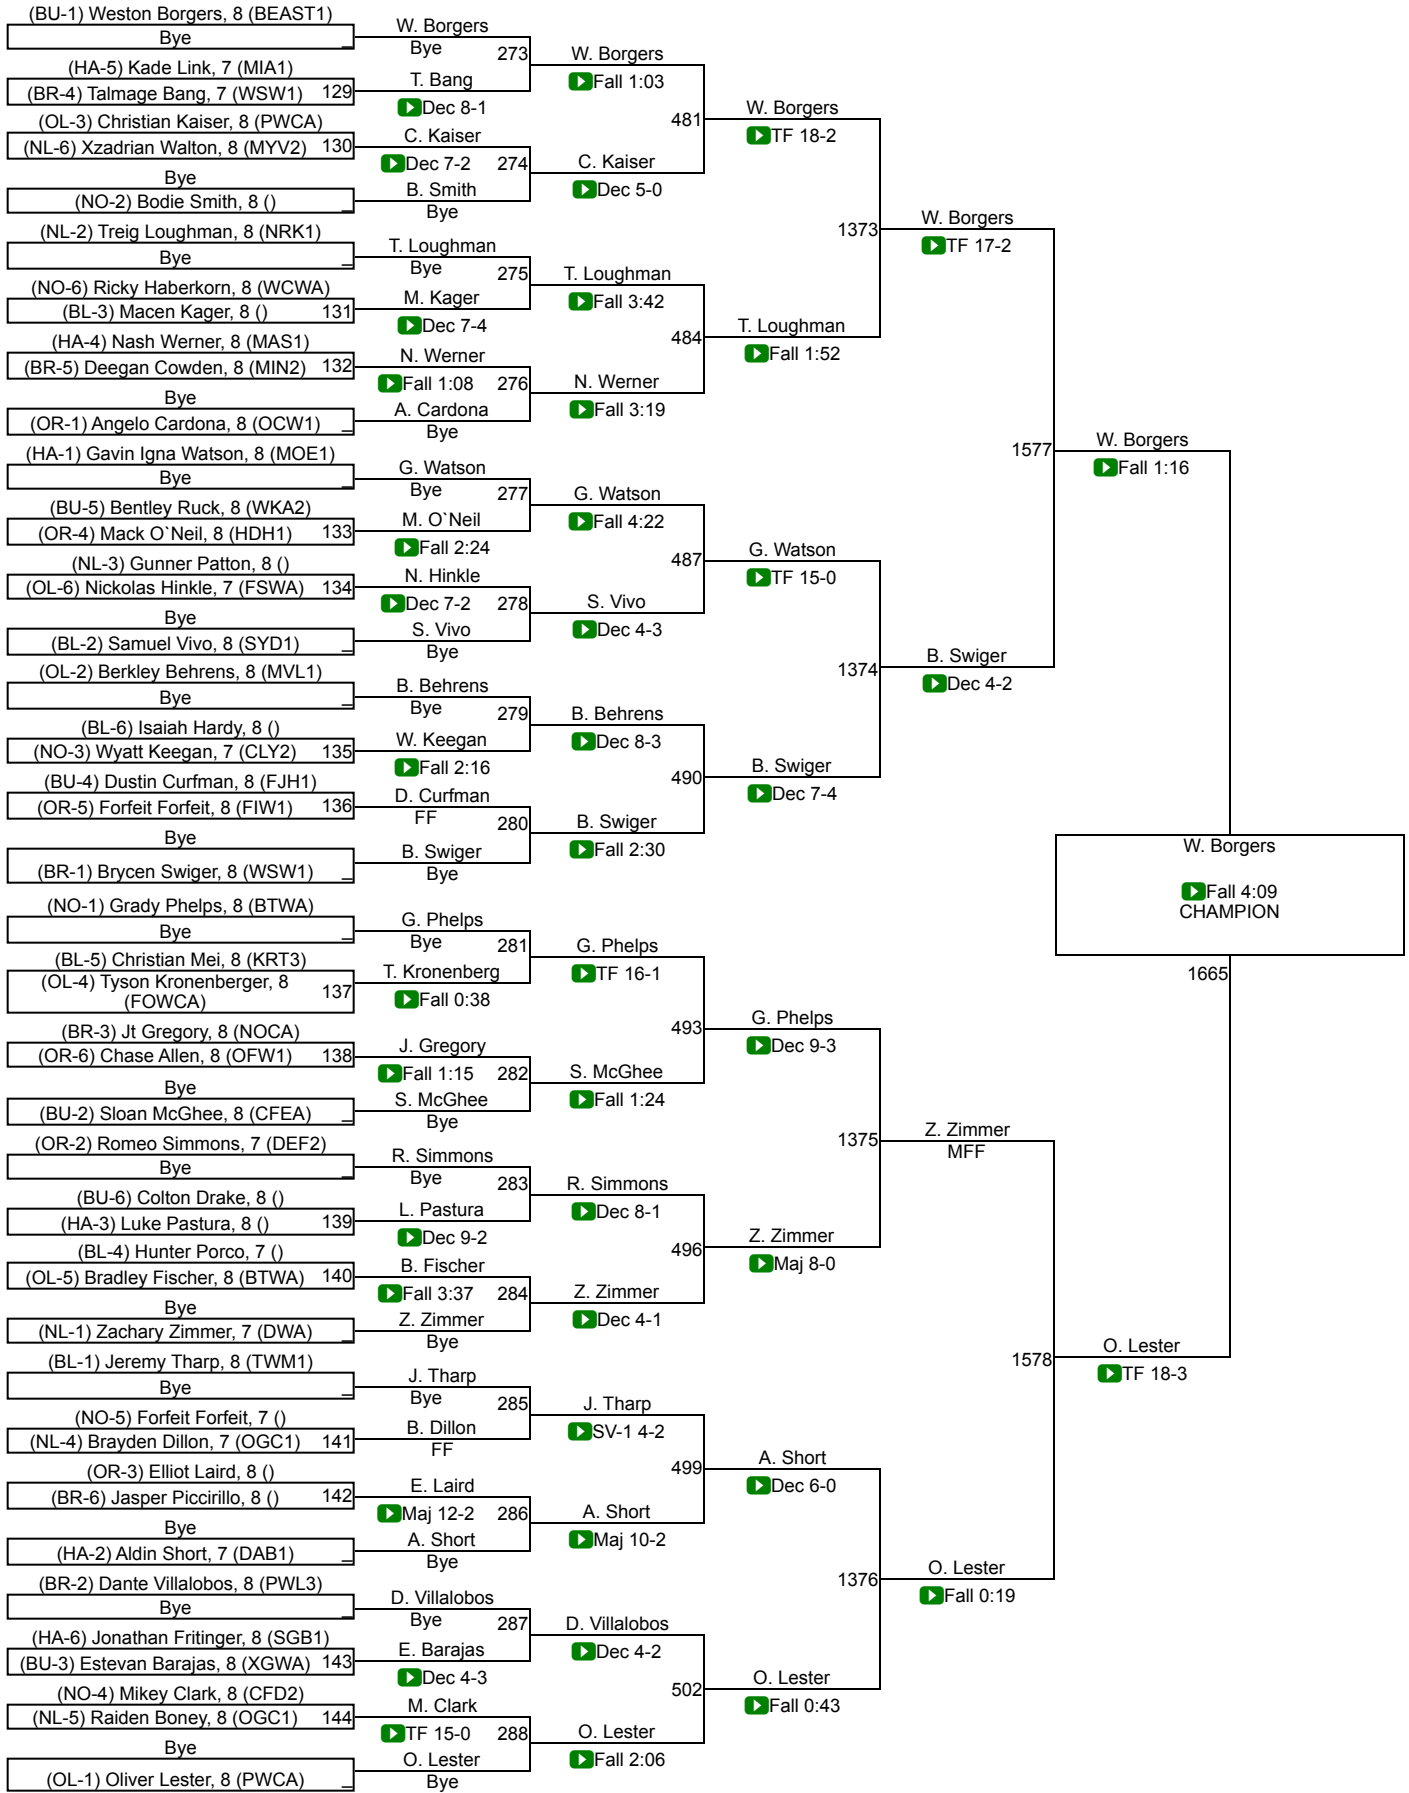 (BU-1) Weston Borgers, 8 (BEAST1)
Bye _
(HA-5) Kade Link, 7 (MIA1)
(BR-4) Talmage Bang, 7 (WSW1) 129
(OL-3) Christian Kaiser, 8 (PWCA)
(NL-6) Xzadrian Walton, 8 (MYV2) 130
Bye
(NO-2) Bodie Smith, 8 () _
(NL-2) Treig Loughman, 8 (NRK1)
Bye _
(NO-6) Ricky Haberkorn, 8 (WCWA)
(BL-3) Macen Kager, 8 () 131
(HA-4) Nash Werner, 8 (MAS1)
(BR-5) Deegan Cowden, 8 (MIN2) 132
Bye
(OR-1) Angelo Cardona, 8 (OCW1) _
(HA-1) Gavin Igna Watson, 8 (MOE1)
Bye _
(BU-5) Bentley Ruck, 8 (WKA2)
(OR-4) Mack O`Neil, 8 (HDH1) 133
(NL-3) Gunner Patton, 8 ()
(OL-6) Nickolas Hinkle, 7 (FSWA) 134
Bye
(BL-2) Samuel Vivo, 8 (SYD1) _
(OL-2) Berkley Behrens, 8 (MVL1)
Bye _
(BL-6) Isaiah Hardy, 8 ()
(NO-3) Wyatt Keegan, 7 (CLY2) 135
(BU-4) Dustin Curfman, 8 (FJH1)
(OR-5) Forfeit Forfeit, 8 (FIW1) 136
Bye
(BR-1) Brycen Swiger, 8 (WSW1) _
(NO-1) Grady Phelps, 8 (BTWA)
Bye _
(BL-5) Christian Mei, 8 (KRT3)
(OL-4) Tyson Kronenberger, 8
(FOWCA) 137
(BR-3) Jt Gregory, 8 (NOCA)
(OR-6) Chase Allen, 8 (OFW1) 138
Bye
(BU-2) Sloan McGhee, 8 (CFEA) _
(OR-2) Romeo Simmons, 7 (DEF2)
Bye _
(BU-6) Colton Drake, 8 ()
(HA-3) Luke Pastura, 8 () 139
(BL-4) Hunter Porco, 7 ()
(OL-5) Bradley Fischer, 8 (BTWA) 140
Bye
(NL-1) Zachary Zimmer, 7 (DWA) _
(BL-1) Jeremy Tharp, 8 (TWM1)
Bye _
(NO-5) Forfeit Forfeit, 7 ()
(NL-4) Brayden Dillon, 7 (OGC1) 141
(OR-3) Elliot Laird, 8 ()
(BR-6) Jasper Piccirillo, 8 () 142
Bye
(HA-2) Aldin Short, 7 (DAB1) _
(BR-2) Dante Villalobos, 8 (PWL3)
Bye _
(HA-6) Jonathan Fritinger, 8 (SGB1)
(BU-3) Estevan Barajas, 8 (XGWA) 143
(NO-4) Mikey Clark, 8 (CFD2)
(NL-5) Raiden Boney, 8 (OGC1) 144
Bye
(OL-1) Oliver Lester, 8 (PWCA) _
W. Borgers
Bye 273
T. Bang
Dec 8-1
C. Kaiser
Dec 7-2 274
B. Smith
Bye
T. Loughman
Bye 275
M. Kager
Dec 7-4
N. Werner
Fall 1:08 276
A. Cardona
Bye
G. Watson
Bye 277
M. O`Neil
Fall 2:24
N. Hinkle
Dec 7-2 278
S. Vivo
Bye
B. Behrens
Bye 279
W. Keegan
Fall 2:16
D. Curfman
FF 280
B. Swiger
Bye
G. Phelps
Bye 281
T. Kronenberg
Fall 0:38
J. Gregory
Fall 1:15 282
S. McGhee
Bye
R. Simmons
Bye 283
L. Pastura
Dec 9-2
B. Fischer
Fall 3:37 284
Z. Zimmer
Bye
J. Tharp
Bye 285
B. Dillon
FF
E. Laird
Maj 12-2 286
A. Short
Bye
D. Villalobos
Bye 287
E. Barajas
Dec 4-3
M. Clark
TF 15-0 288
O. Lester
Bye
W. Borgers
Fall 1:03
481
C. Kaiser
Dec 5-0
T. Loughman
Fall 3:42
484
N. Werner
Fall 3:19
G. Watson
Fall 4:22
487
S. Vivo
Dec 4-3
B. Behrens
Dec 8-3
490
B. Swiger
Fall 2:30
G. Phelps
TF 16-1
493
S. McGhee
Fall 1:24
R. Simmons
Dec 8-1
496
Z. Zimmer
Dec 4-1
J. Tharp
SV-1 4-2
499
A. Short
Maj 10-2
D. Villalobos
Dec 4-2
502
O. Lester
Fall 2:06
W. Borgers
TF 18-2
1373
T. Loughman
Fall 1:52
G. Watson
TF 15-0
1374
B. Swiger
Dec 7-4
G. Phelps
Dec 9-3
1375
Z. Zimmer
Maj 8-0
A. Short
Dec 6-0
1376
O. Lester
Fall 0:43
W. Borgers
TF 17-2
1577
B. Swiger
Dec 4-2
Z. Zimmer
MFF
1578
O. Lester
Fall 0:19
W. Borgers
Fall 1:16
O. Lester
TF 18-3
W. Borgers
Fall 4:09
CHAMPION
1665